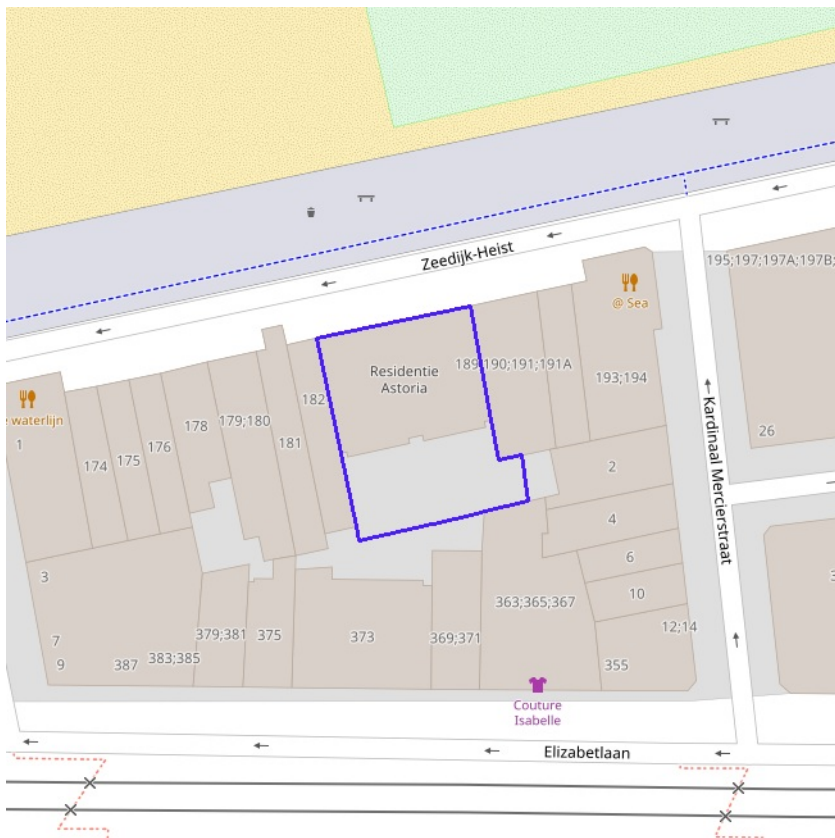 Zeedijk-Heist
195;197;197A;197B;
@ Sea
Residentie
Astoria
189;190;191;191A
193;194
182
waterlijn
1
174
175
176
178
179;180
181
26
2
4
6
10
12;14
Kardinaal Mercierstraat
3
7
9
387
383;385
379;381
375
373
369;371
363;365;367
355
Couture
Isabelle
Elizabetlaan